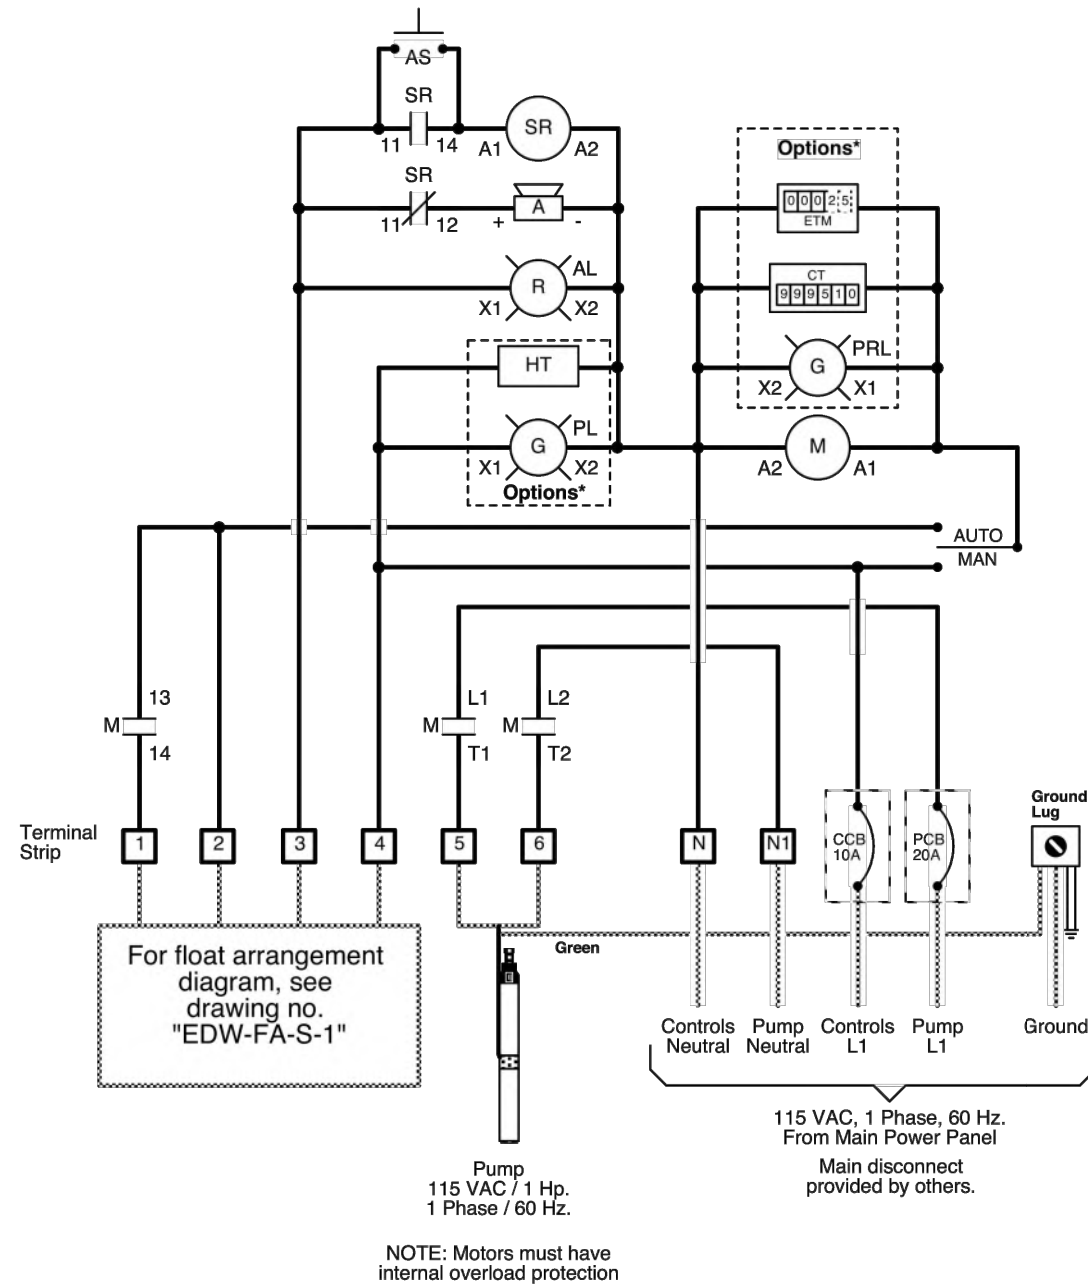 AS
SR
11 14
A1 SR A2
SR
11 12
+ A -
R AL
X1 X2
HT
G PL
X1 X2
Options*
Options*
0 0 0 2 5
ETM
CT
9 9 9 5 1 0
G PRL
X2 X1
M
A2 A1
AUTO
MAN
13
M
14
L1
M
T1
L2
M
T2
Terminal
Strip
1 2 3 4 5 6 N N1
CCB
10A
PCB
20A
Ground
Lug
For float arrangement
diagram, see
drawing no.
"EDW-FA-S-1"
Green
Controls
Neutral
Pump
Neutral
Controls
L1
Pump
L1
Ground
115 VAC, 1 Phase, 60 Hz.
From Main Power Panel
Main disconnect
provided by others.
Pump
115 VAC / 1 Hp.
1 Phase / 60 Hz.
NOTE: Motors must have
internal overload protection